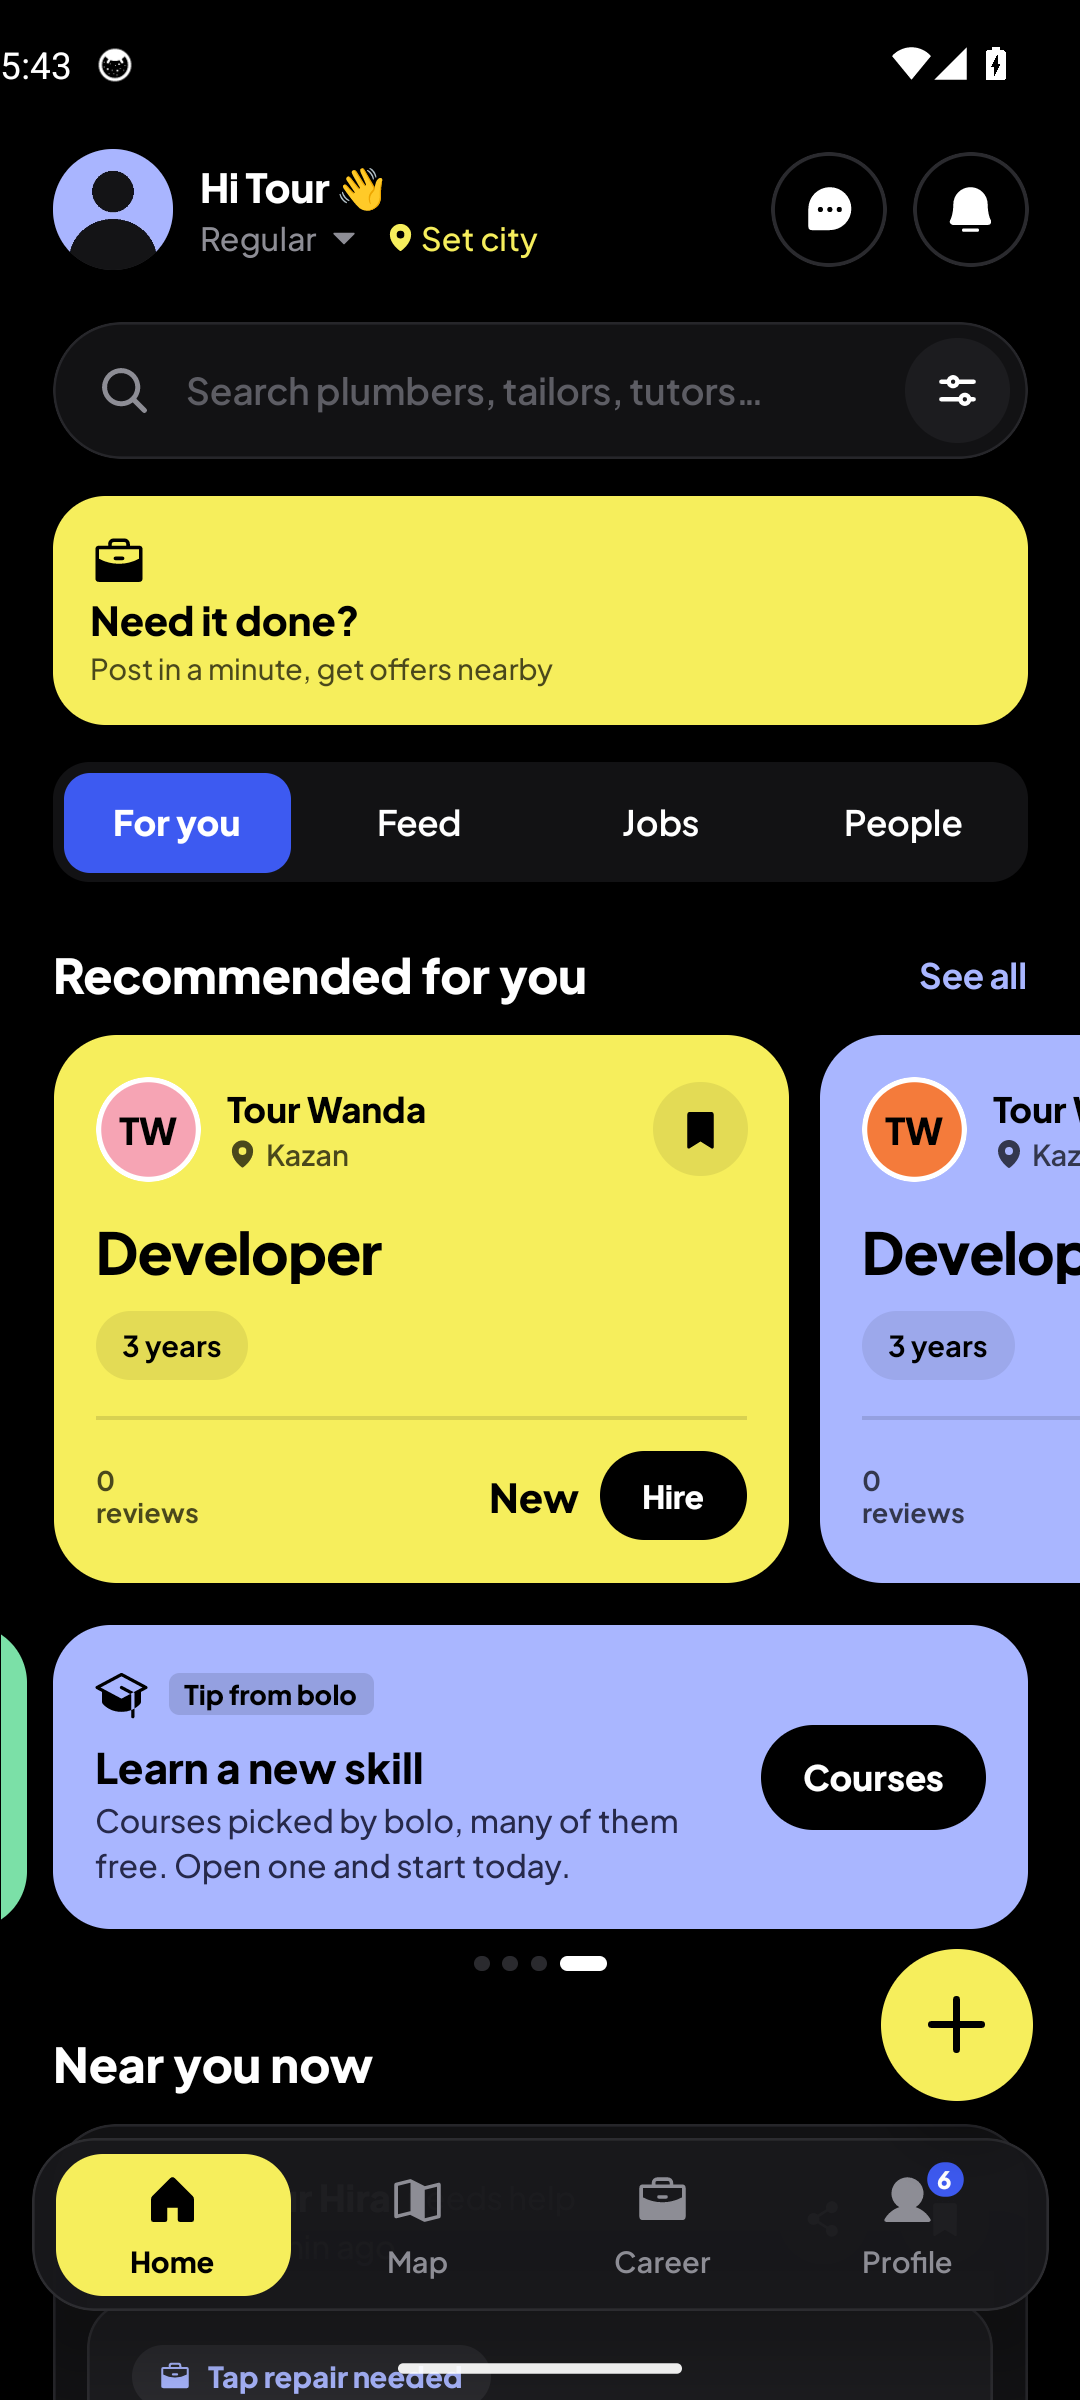 5:43
Hi Tour 👋
Regular
Set city
Search plumbers, tailors, tutors...
Need it done?
Post in a minute, get offers nearby
For you
Feed
Jobs
People
Recommended for you
See all
TW
Tour Wanda
Kazan
Developer
3 years
0
reviews
New
Hire
TW
Tour
Kaz
Develop
3 years
0
reviews
Tip from bolo
Learn a new skill
Courses picked by bolo, many of them
free. Open one and start today.
Courses
Near you now
Hira
6
Home
Map
Career
Profile
Tap repair needed